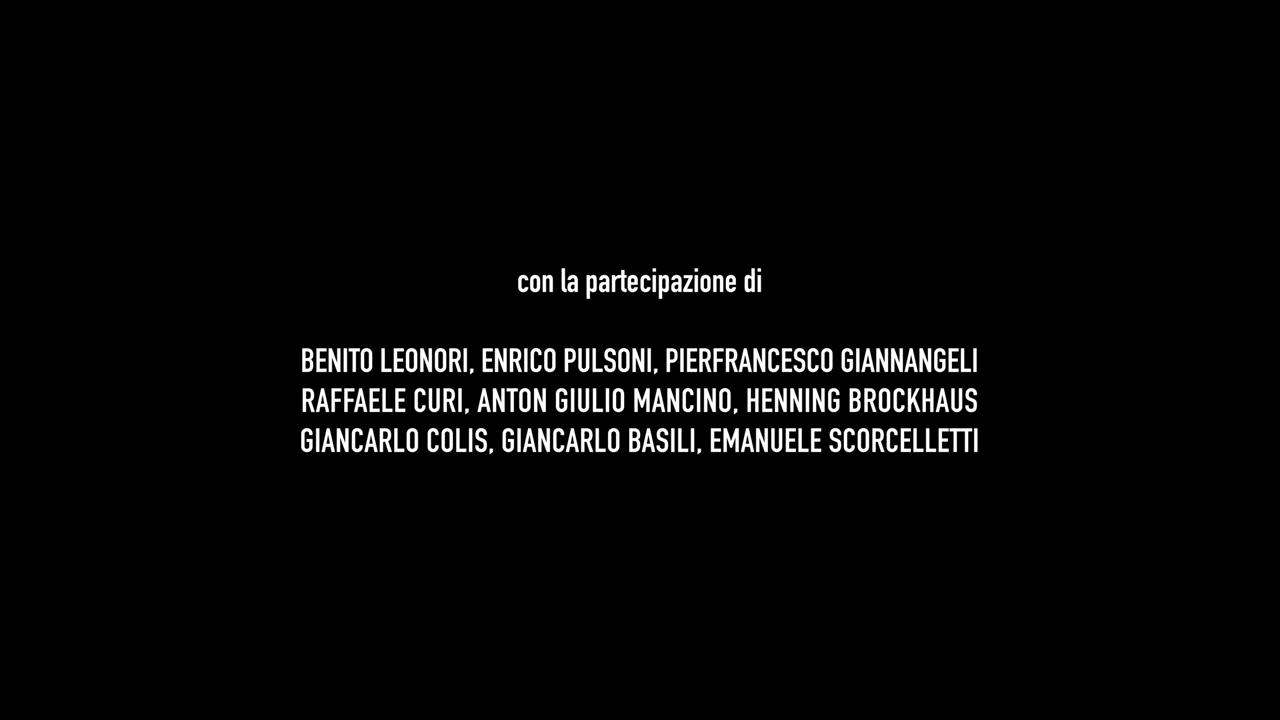 con la partecipazione di
BENITO LEONORI, ENRICO PULSONI, PIERFRANCESCO GIANNANGELI
RAFFAELE CURI, ANTON GIULIO MANCINO, HENNING BROCKHAUS
GIANCARLO COLIS, GIANCARLO BASILI, EMANUELE SCORCELLETTI